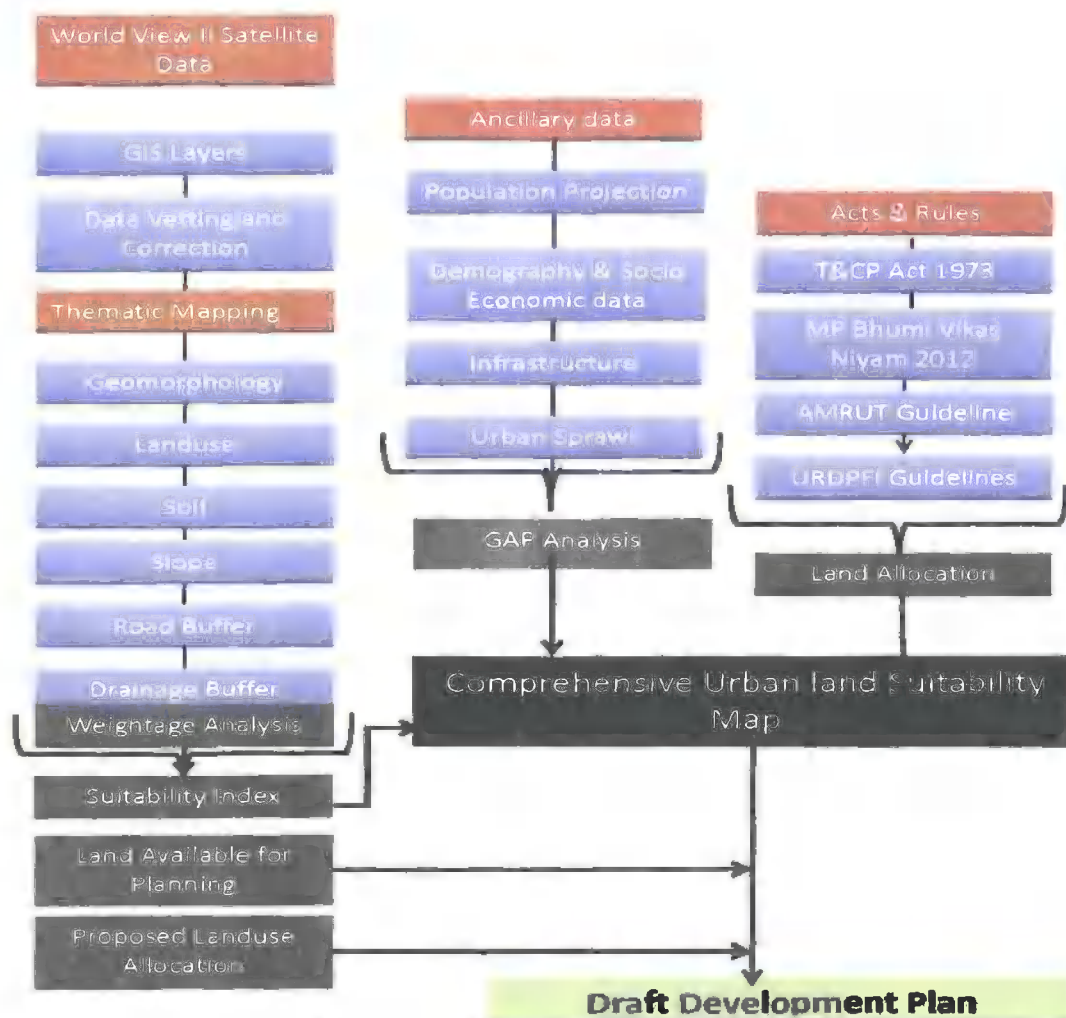 World View II Satellite
Data
GIS Layers
Data Vetting and
Correction
Thematic Mapping
Geomorphology
Landuse
Soil
Slope
Road Buffer
Drainage Buffer
Weightage Analysis
Suitability Index
Land Available for
Planning
Proposed Landuse
Allocation
Ancillary data
Population Projection
Demography & Socio
Economic data
Infrastructure
Urban Sprawl
GAP Analysis
Acts & Rules
T&CP Act 1973
MP Bhumi Vikas
Niyam 2012
AMRUT Guideline
URDPFI Guidelines
Land Allocation
Comprehensive Urban land Suitability
Map
Draft Development Plan